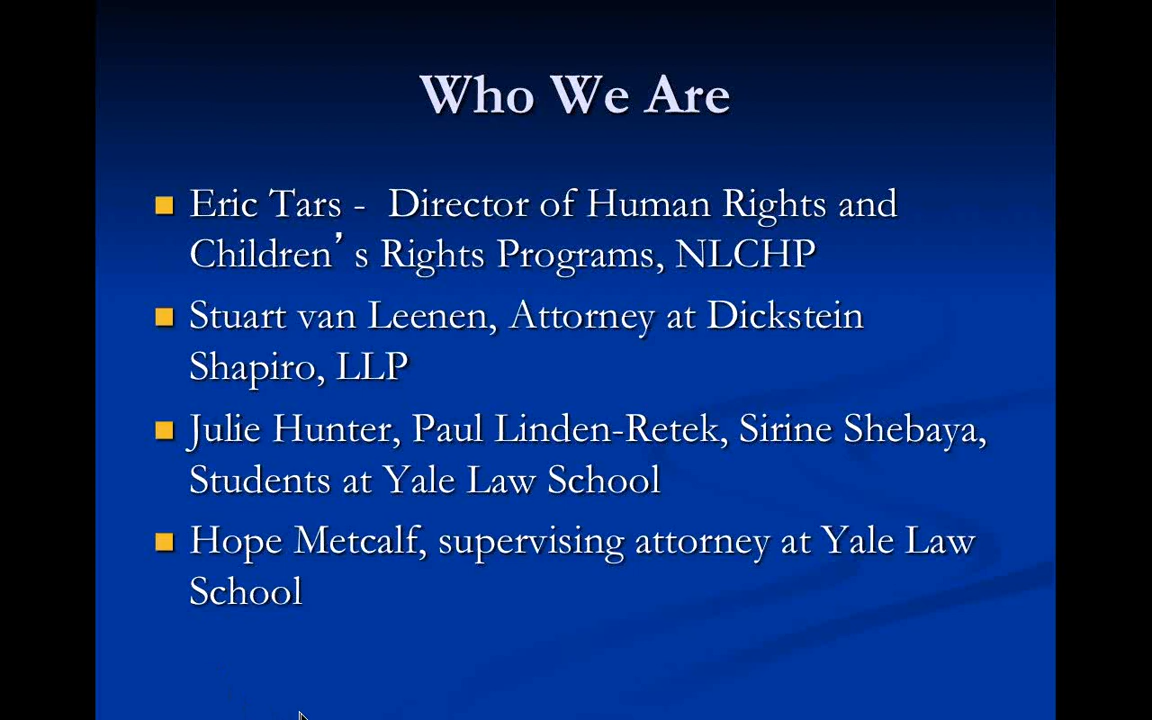 Who We Are
Eric Tars -  Director of Human Rights and
Children’s Rights Programs, NLCHP
Stuart van Leenen, Attorney at Dickstein
Shapiro, LLP
Julie Hunter, Paul Linden-Retek, Sirine Shebaya,
Students at Yale Law School
Hope Metcalf, supervising attorney at Yale Law
School